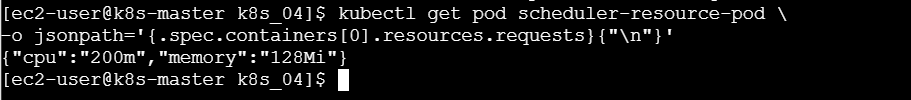 [ec2-user@k8s-master k8s_04]$ kubectl get pod scheduler-resource-pod \
-o jsonpath='{.spec.containers[0].resources.requests}{"\n"}'
{"cpu":"200m","memory":"128Mi"}
[ec2-user@k8s-master k8s_04]$